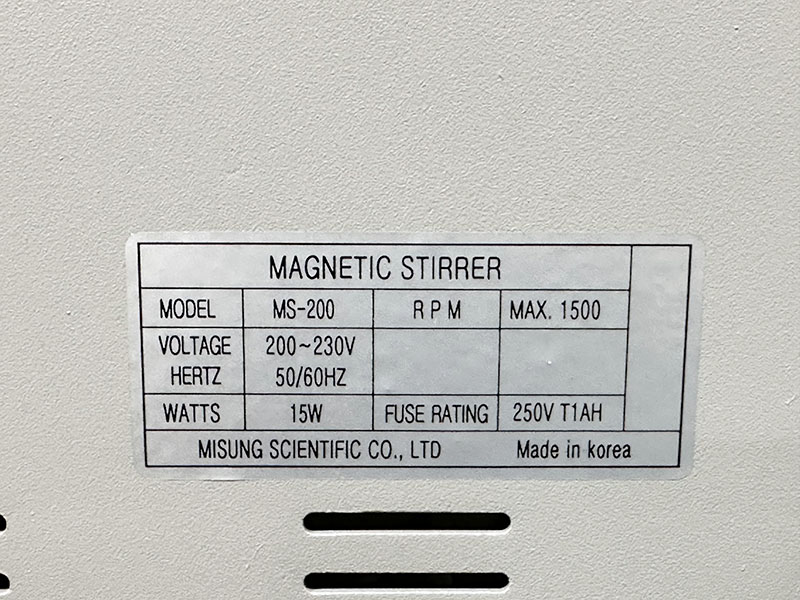 MAGNETIC STIRRER
MODEL MS-200 R P M MAX. 1500
VOLTAGE 200~230V
HERTZ 50/60HZ
WATTS 15W FUSE RATING 250V T1AH
MISUNG SCIENTIFIC CO., LTD Made in korea